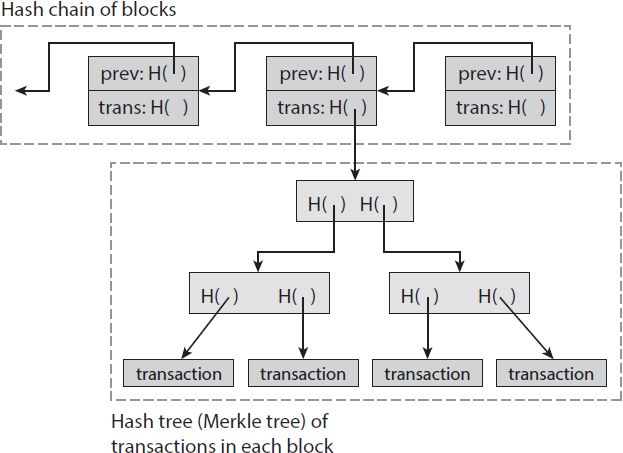 Hash chain of blocks
prev: H( ) prev: H( ) prev: H( )
trans: H( ) trans: H( ) trans: H( )
H( ) H( )
H( ) H( ) H( ) H( )
transaction transaction transaction transaction
Hash tree (Merkle tree) of
transactions in each block